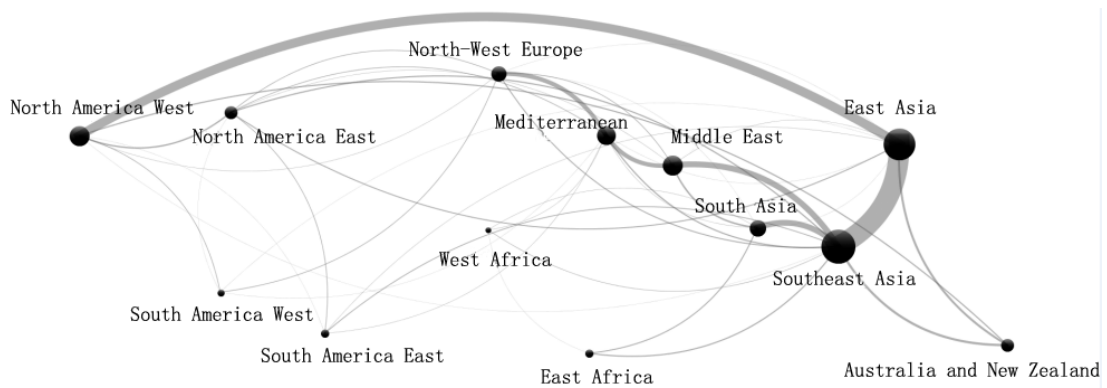 North-West Europe
North America West
East Asia
Mediterranean
North America East
Middle East
South Asia
West Africa
Southeast Asia
South America West
South America East
Australia and New Zealand
East Africa